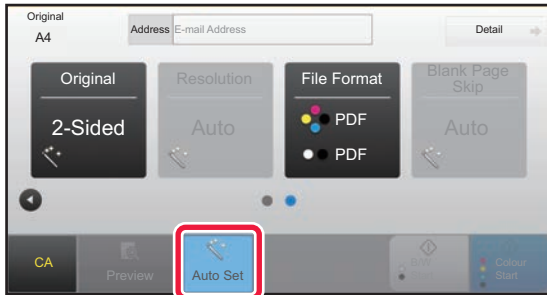 Original
A4
Address E-mail Address
Detail
Original
Resolution
File Format
Blank Page
Skip
2-Sided
Auto
PDF
PDF
Auto
CA
Preview
Auto Set
B/W
Start
Colour
Start